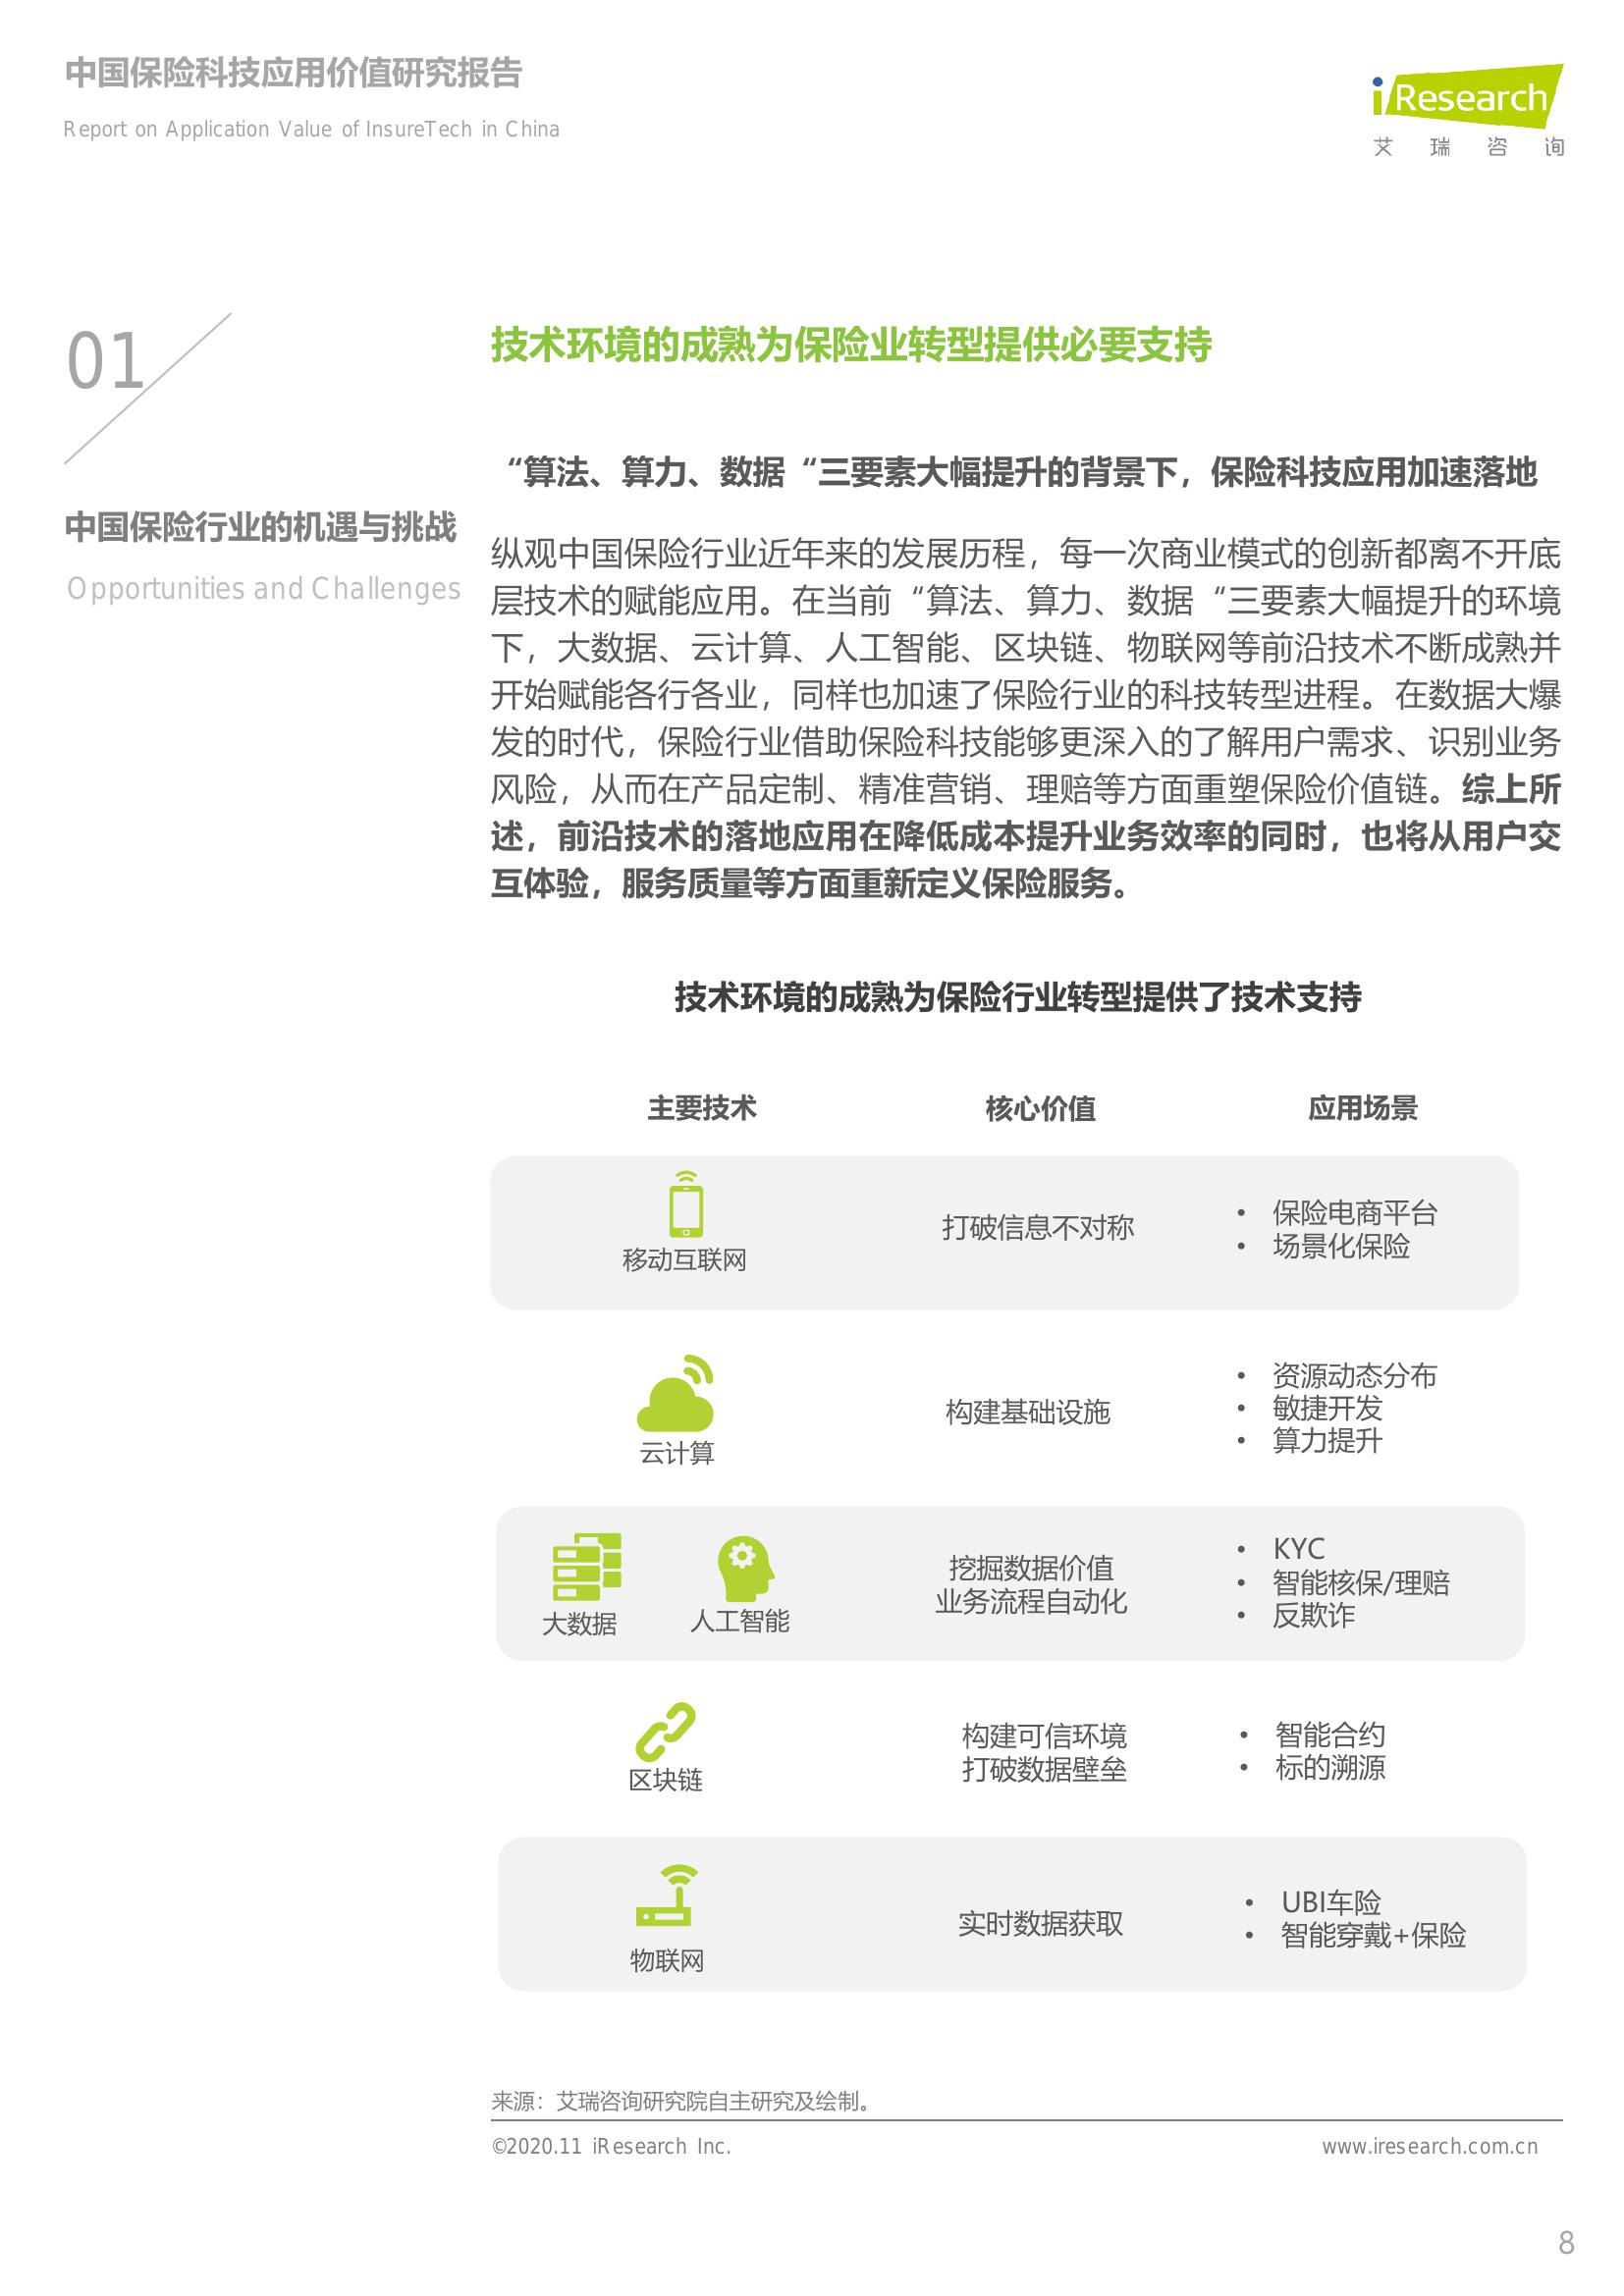 中国保险科技应用价值研究报告
Report on Application Value of InsureTech in China
iResearch
艾瑞咨询
01
中国保险行业的机遇与挑战
Opportunities and Challenges
技术环境的成熟为保险业转型提供必要支持
“算法、算力、数据“三要素大幅提升的背景下，保险科技应用加速落地
纵观中国保险行业近年来的发展历程，每一次商业模式的创新都离不开底
层技术的赋能应用。在当前“算法、算力、数据“三要素大幅提升的环境
下，大数据、云计算、人工智能、区块链、物联网等前沿技术不断成熟并
开始赋能各行各业，同样也加速了保险行业的科技转型进程。在数据大爆
发的时代，保险行业借助保险科技能够更深入的了解用户需求、识别业务
风险，从而在产品定制、精准营销、理赔等方面重塑保险价值链。综上所
述，前沿技术的落地应用在降低成本提升业务效率的同时，也将从用户交
互体验，服务质量等方面重新定义保险服务。
技术环境的成熟为保险行业转型提供了技术支持
主要技术 核心价值 应用场景
移动互联网
打破信息不对称
• 保险电商平台
• 场景化保险
云计算
构建基础设施
• 资源动态分布
• 敏捷开发
• 算力提升
大数据 人工智能
挖掘数据价值
业务流程自动化
• KYC
• 智能核保/理赔
• 反欺诈
区块链
构建可信环境
打破数据壁垒
• 智能合约
• 标的溯源
物联网
实时数据获取
• UBI车险
• 智能穿戴+保险
来源：艾瑞咨询研究院自主研究及绘制。
©2020.11 iResearch Inc. www.iresearch.com.cn
8